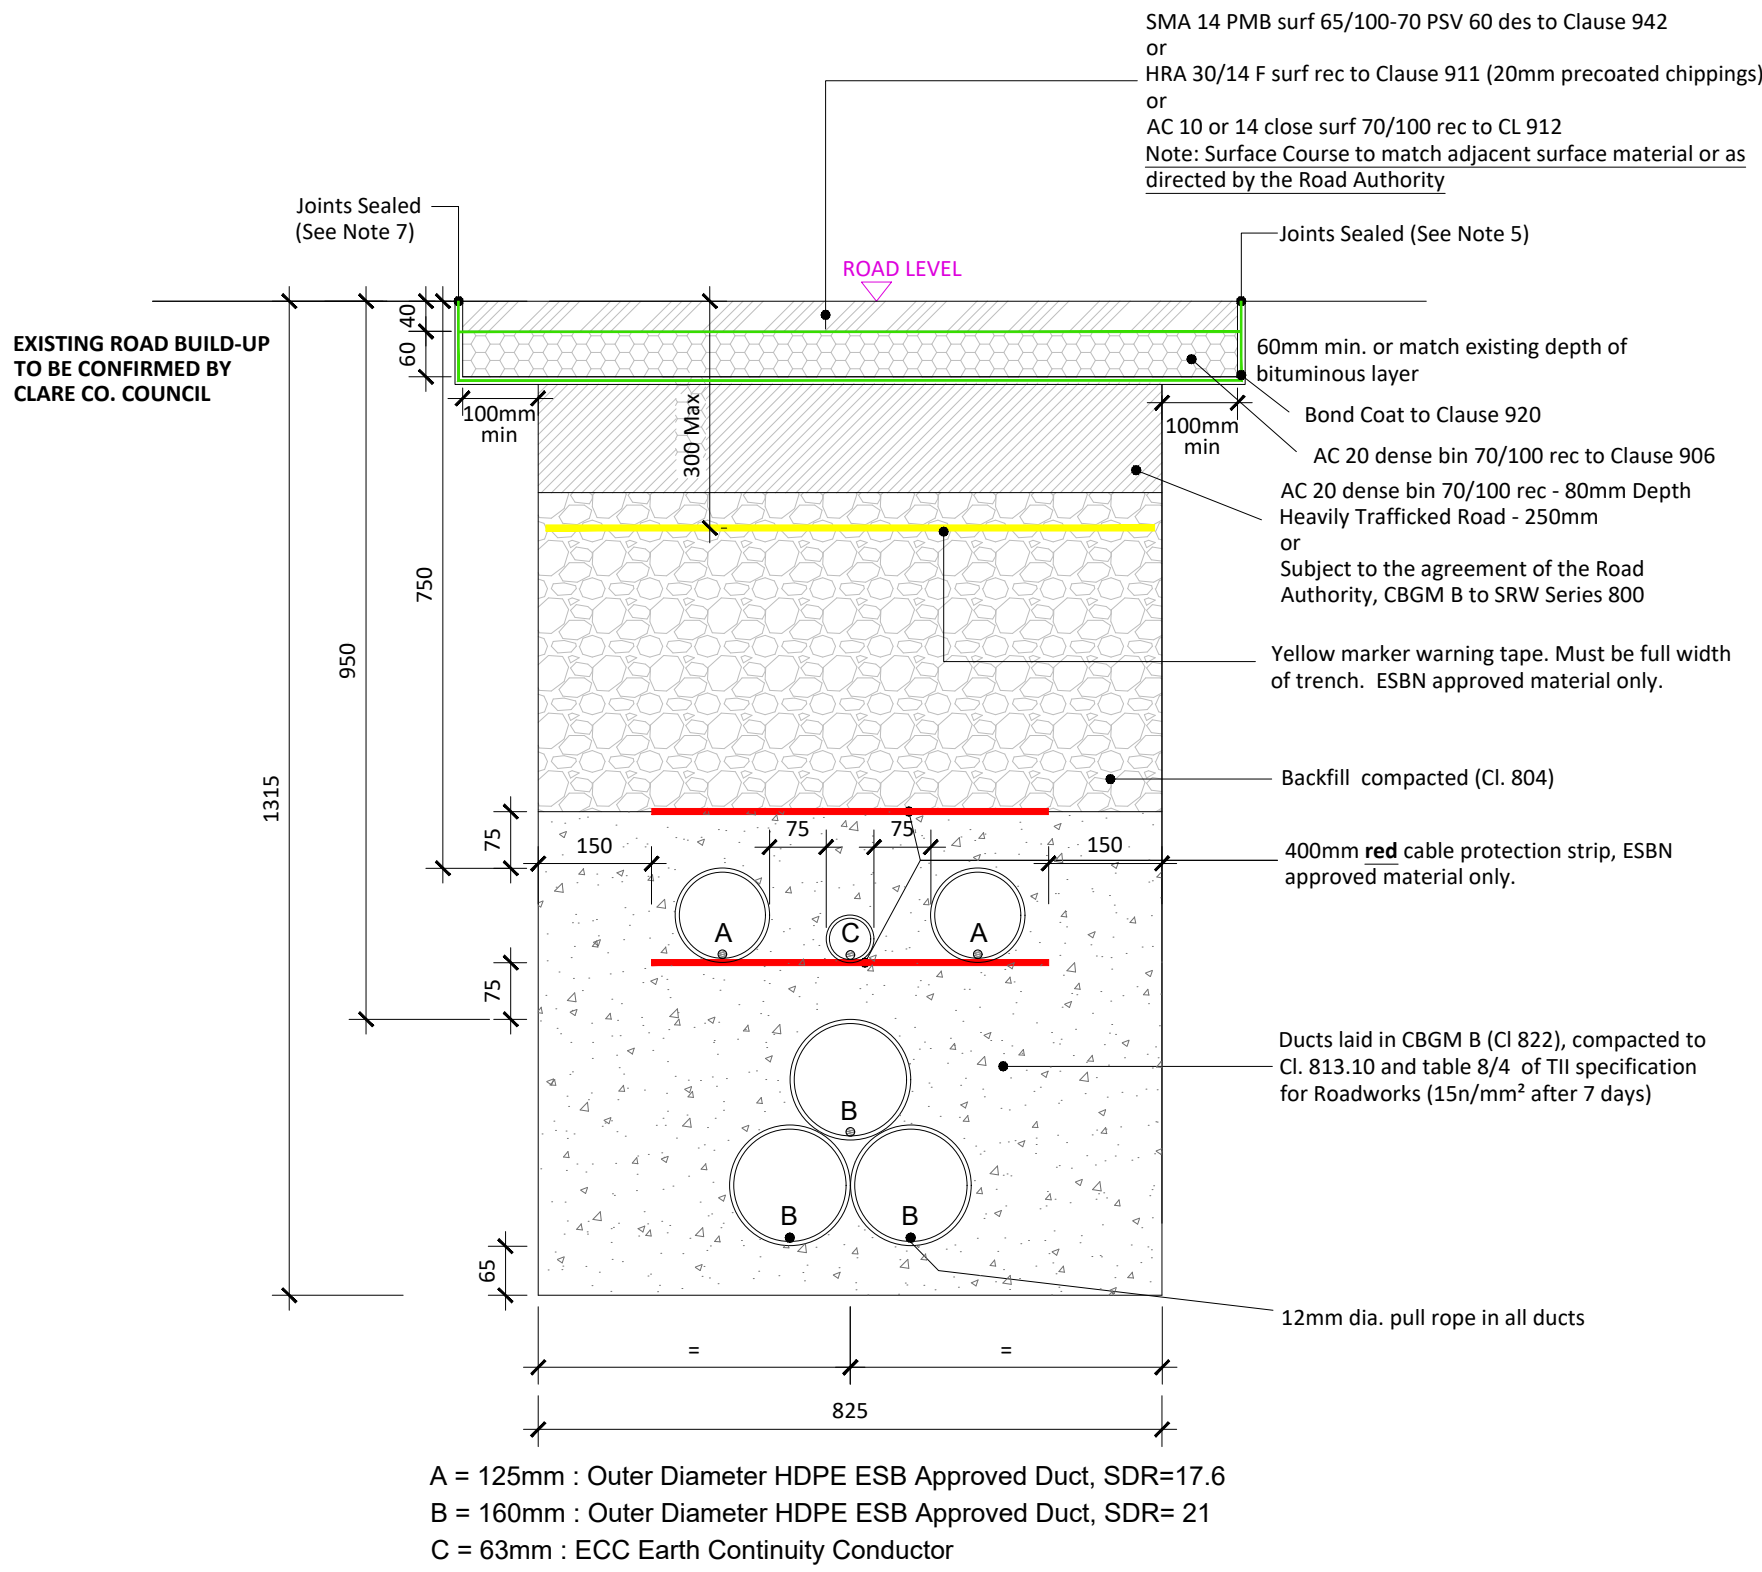 SMA 14 PMB surf 65/100-70 PSV 60 des to Clause 942
or
HRA 30/14 F surf rec to Clause 911 (20mm precoated chippings)
or
AC 10 or 14 close surf 70/100 rec to CL 912
Note: Surface Course to match adjacent surface material or as
directed by the Road Authority
Joints Sealed
(See Note 7)
Joints Sealed (See Note 5)
ROAD LEVEL
EXISTING ROAD BUILD-UP
TO BE CONFIRMED BY
CLARE CO. COUNCIL
40
60
60mm min. or match existing depth of
bituminous layer
100mm
min
300 Max
100mm
min
Bond Coat to Clause 920
AC 20 dense bin 70/100 rec to Clause 906
AC 20 dense bin 70/100 rec - 80mm Depth
Heavily Trafficked Road - 250mm
or
Subject to the agreement of the Road
Authority, CBGM B to SRW Series 800
750
950
1315
Yellow marker warning tape. Must be full width
of trench.  ESBN approved material only.
Backfill  compacted (Cl. 804)
75
150
75
75
150
400mm red cable protection strip, ESBN
approved material only.
A
C
A
75
Ducts laid in CBGM B (Cl 822), compacted to
Cl. 813.10 and table 8/4  of TII specification
for Roadworks (15n/mm² after 7 days)
B
B
B
65
12mm dia. pull rope in all ducts
=
=
825
A = 125mm : Outer Diameter HDPE ESB Approved Duct, SDR=17.6
B = 160mm : Outer Diameter HDPE ESB Approved Duct, SDR= 21
C = 63mm : ECC Earth Continuity Conductor